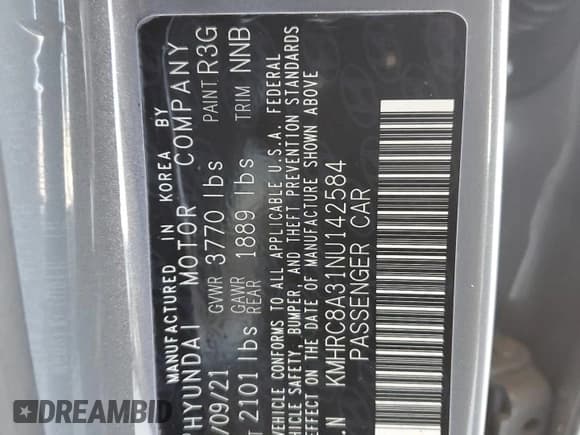 MANUFACTURED IN KOREA BY
HYUNDAI MOTOR COMPANY
/09/21 GVWR 3770 lbs PAINT R3G
2101 lbs GAWR REAR 1889 lbs TRIM NNB
VEHICLE CONFORMS TO ALL APPLICABLE U.S.A. FEDERAL
VEHICLE SAFETY, BUMPER, AND THEFT PREVENTION STANDARDS
EFFECT ON THE DATE OF MANUFACTURE SHOWN ABOVE
KMHRC8A31NU142584
PASSENGER CAR
DREAMBID